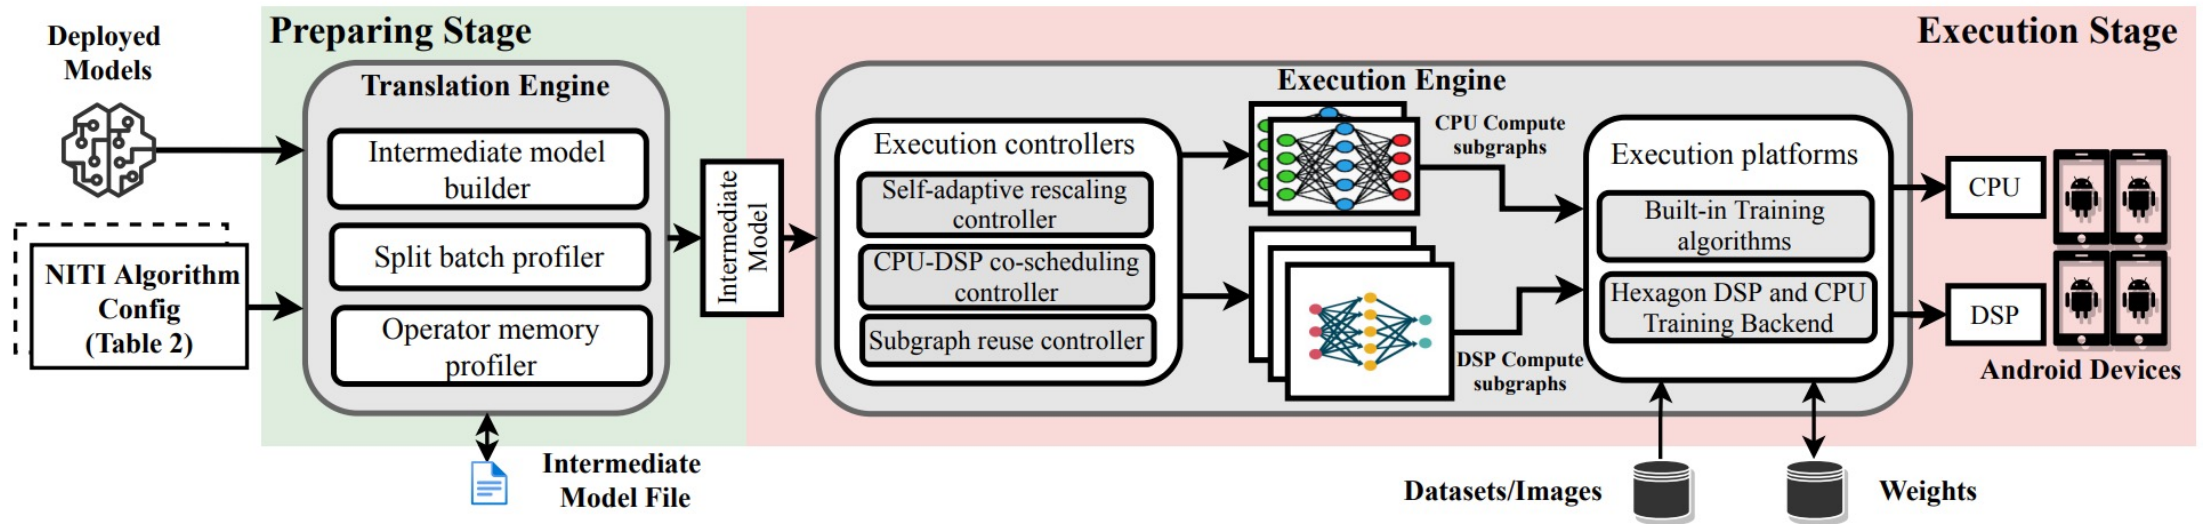 Deployed
Models
NITI Algorithm
Config
(Table 2)
Preparing Stage
Translation Engine
Intermediate model
builder
Split batch profiler
Operator memory
profiler
Intermediate
Model File
Intermediate
Model
Execution Stage
Execution Engine
Execution controllers
Self-adaptive rescaling
controller
CPU-DSP co-scheduling
controller
Subgraph reuse controller
CPU Compute
subgraphs
DSP Compute
subgraphs
Execution platforms
Built-in Training
algorithms
Hexagon DSP and CPU
Training Backend
Datasets/Images
Weights
CPU
DSP
Android Devices